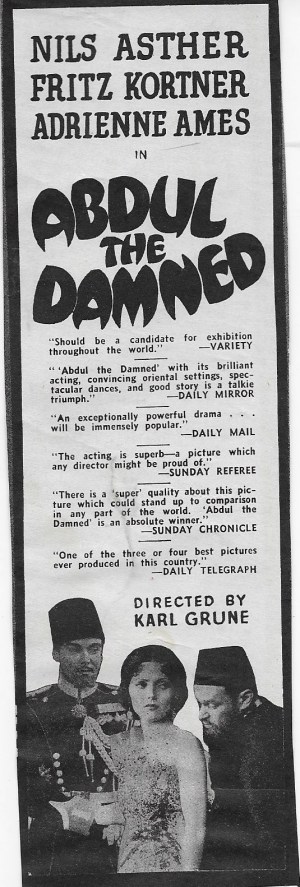 NILS ASTHER
FRITZ KORTNER
ADRIENNE AMES
IN
ABDUL
THE
DAMNED
"Should be a candidate for exhibition
throughout the world." —VARIETY
"'Abdul the Damned' with its brilliant
acting, convincing oriental settings, spec-
tacular dances, and good story is a talkie
triumph." —DAILY MIRROR
"An exceptionally powerful drama . . .
will be immensely popular."
—DAILY MAIL
"The acting is superb—a picture which
any director might be proud of."
—SUNDAY REFEREE
"There is a 'super' quality about this pic-
ture which could stand up to comparison
in any part of the world. 'Abdul the
Damned' is an absolute winner."
—SUNDAY CHRONICLE
"One of the three or four best pictures
ever produced in this country."
—DAILY TELEGRAPH
DIRECTED BY
KARL GRUNE